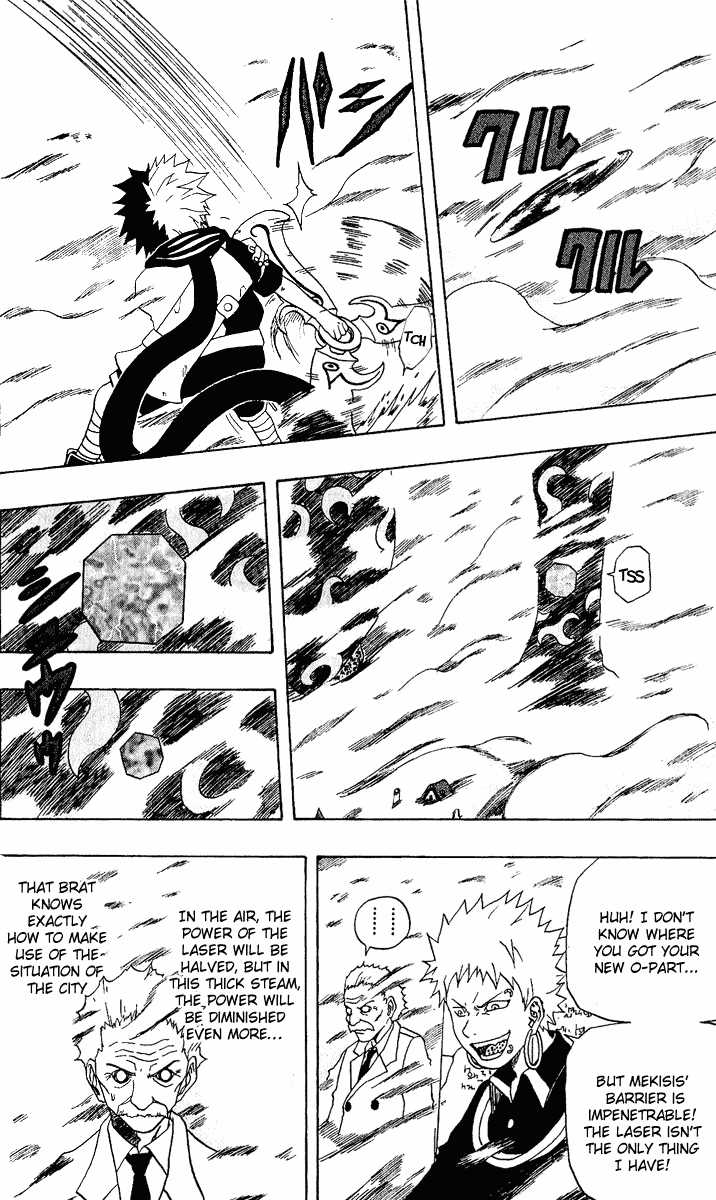 クル
クル
パシ
TCH
TSS
シュウウ
HUH! I DON'T
KNOW WHERE
YOU GOT YOUR
NEW O-PART...
BUT MEKISIS'
BARRIER IS
IMPENETRABLE!
THE LASER ISN'T
THE ONLY THING
I HAVE!
IN THE AIR, THE
POWER OF THE
LASER WILL BE
HALVED, BUT IN
THIS THICK STEAM,
THE POWER WILL
BE DIMINISHED
EVEN MORE...
THAT BRAT
KNOWS
EXACTLY
HOW TO MAKE
USE OF THE
SITUATION OF
THE CITY